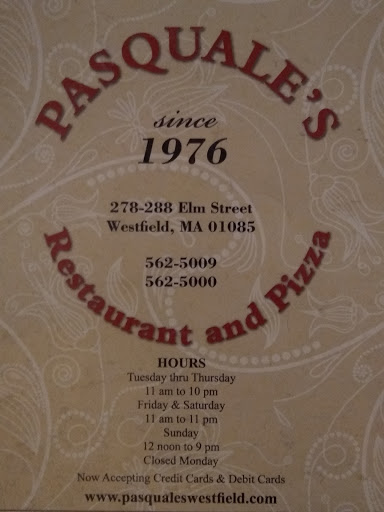 PASQUALE'S
since
1976
278-288 Elm Street
Westfield, MA 01085
562-5009
562-5000
Restaurant and Pizza
HOURS
Tuesday thru Thursday
11 am to 10 pm
Friday & Saturday
11 am to 11 pm
Sunday
12 noon to 9 pm
Closed Monday
Now Accepting Credit Cards & Debit Cards
www.pasqualeswestfield.com